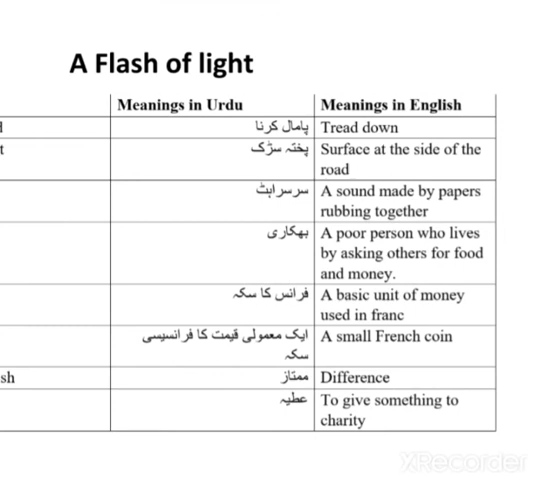 A Flash of light
Meanings in Urdu Meanings in English
پامال کرنا Tread down
t پختہ سڑک Surface at the side of the
road
سرسراہٹ A sound made by papers
rubbing together
بھکاری A poor person who lives
by asking others for food
and money.
فرانس کا سکہ A basic unit of money
used in franc
ایک معمولی قیمت کا فرانسیسی A small French coin
سکہ
sh ممتاز Difference
عطیہ To give something to
charity
XRecorder